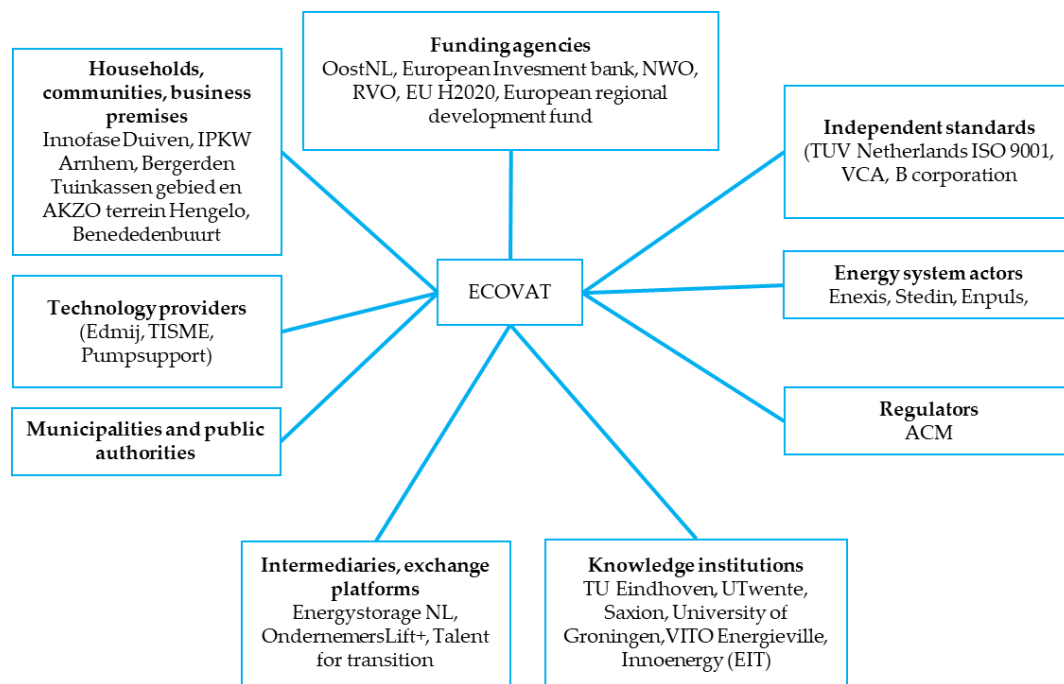 Households,
communities, business
premises
Innofase Duiven, IPKW
Arnhem, Bergerden
Tuinkassen gebied en
AKZO terrein Hengelo,
Benededenbuurt
Funding agencies
OostNL, European Invesment bank, NWO,
RVO, EU H2020, European regional
development fund
Independent standards
(TUV Netherlands ISO 9001,
VCA, B corporation
ECOVAT
Energy system actors
Enexis, Stedin, Enpuls,
Technology providers
(Edmij, TISME,
Pumpsupport)
Regulators
ACM
Municipalities and public
authorities
Intermediaries, exchange
platforms
Energystorage NL,
OndernemersLift+, Talent
for transition
Knowledge institutions
TU Eindhoven, UTwente,
Saxion, University of
Groningen,VITO Energieville,
Innoenergy (EIT)